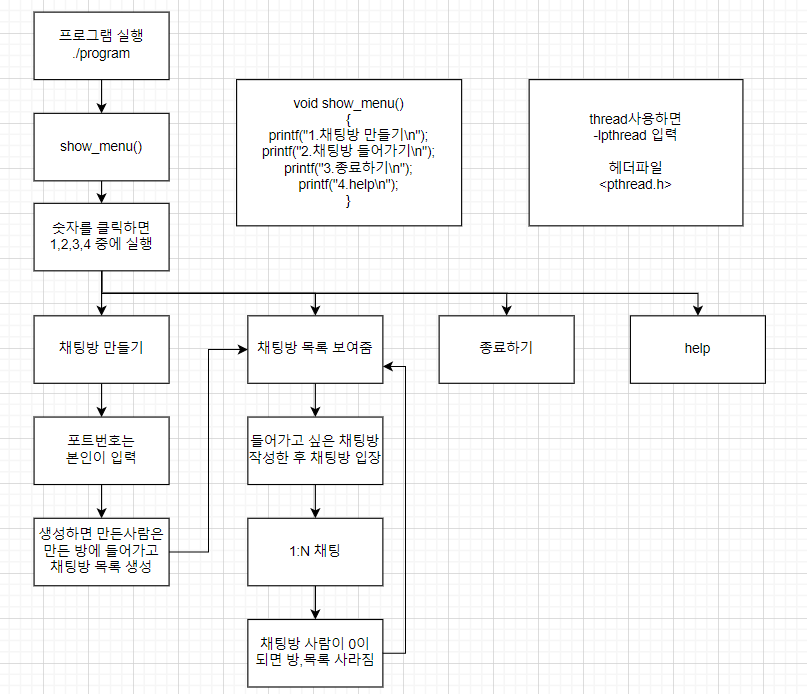 프로그램 실행
./program
show_menu()
숫자를 클릭하면
1,2,3,4 중에 실행
void show_menu()
{
printf("1.채팅방 만들기\n");
printf("2.채팅방 들어가기\n");
printf("3.종료하기\n");
printf("4.help\n");
}
thread사용하면
-lpthread 입력
헤더파일
<pthread.h>
채팅방 만들기
채팅방 목록 보여줌
종료하기
help
포트번호는
본인이 입력
들어가고 싶은 채팅방
작성한 후 채팅방 입장
생성하면 만든사람은
만든 방에 들어가고
채팅방 목록 생성
1:N 채팅
채팅방 사람이 0이
되면 방,목록 사라짐